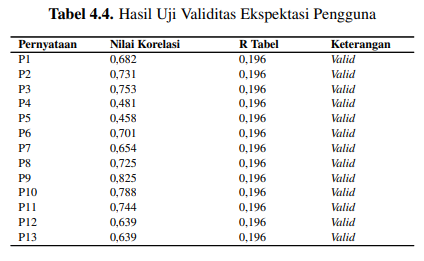 Tabel 4.4. Hasil Uji Validitas Ekspektasi Pengguna
Pernyataan Nilai Korelasi R Tabel Keterangan
P1 0,682 0,196 Valid
P2 0,731 0,196 Valid
P3 0,753 0,196 Valid
P4 0,481 0,196 Valid
P5 0,458 0,196 Valid
P6 0,701 0,196 Valid
P7 0,654 0,196 Valid
P8 0,725 0,196 Valid
P9 0,825 0,196 Valid
P10 0,788 0,196 Valid
P11 0,744 0,196 Valid
P12 0,639 0,196 Valid
P13 0,639 0,196 Valid